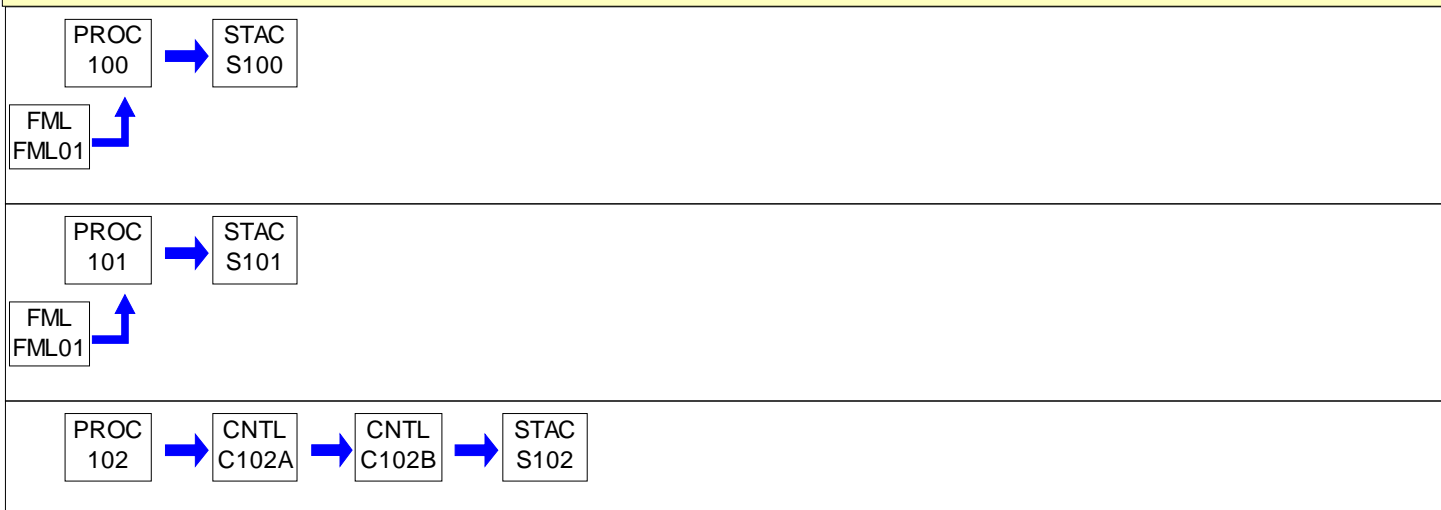 PROC
100
STAC
S100
FML
FML01
PROC
101
STAC
S101
FML
FML01
PROC
102
CNTL
C102A
CNTL
C102B
STAC
S102